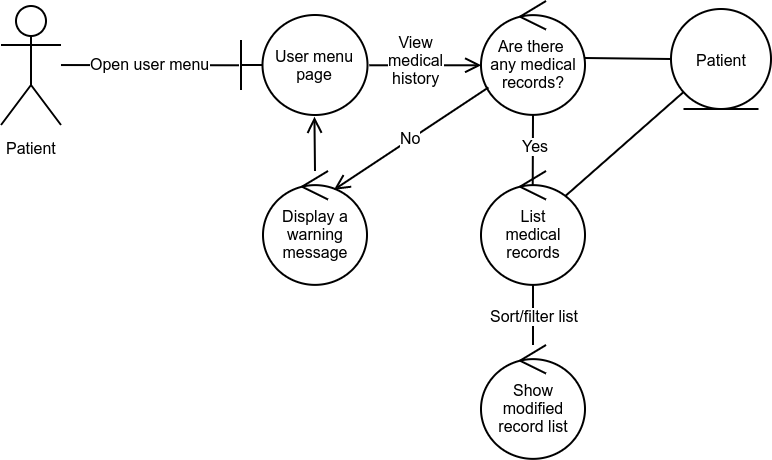 Open user menu
Patient
User menu
page
View
medical
history
Are there
any medical
records?
Patient
No
Yes
Display a
warning
message
List
medical
records
Sort/filter list
Show
modified
record list